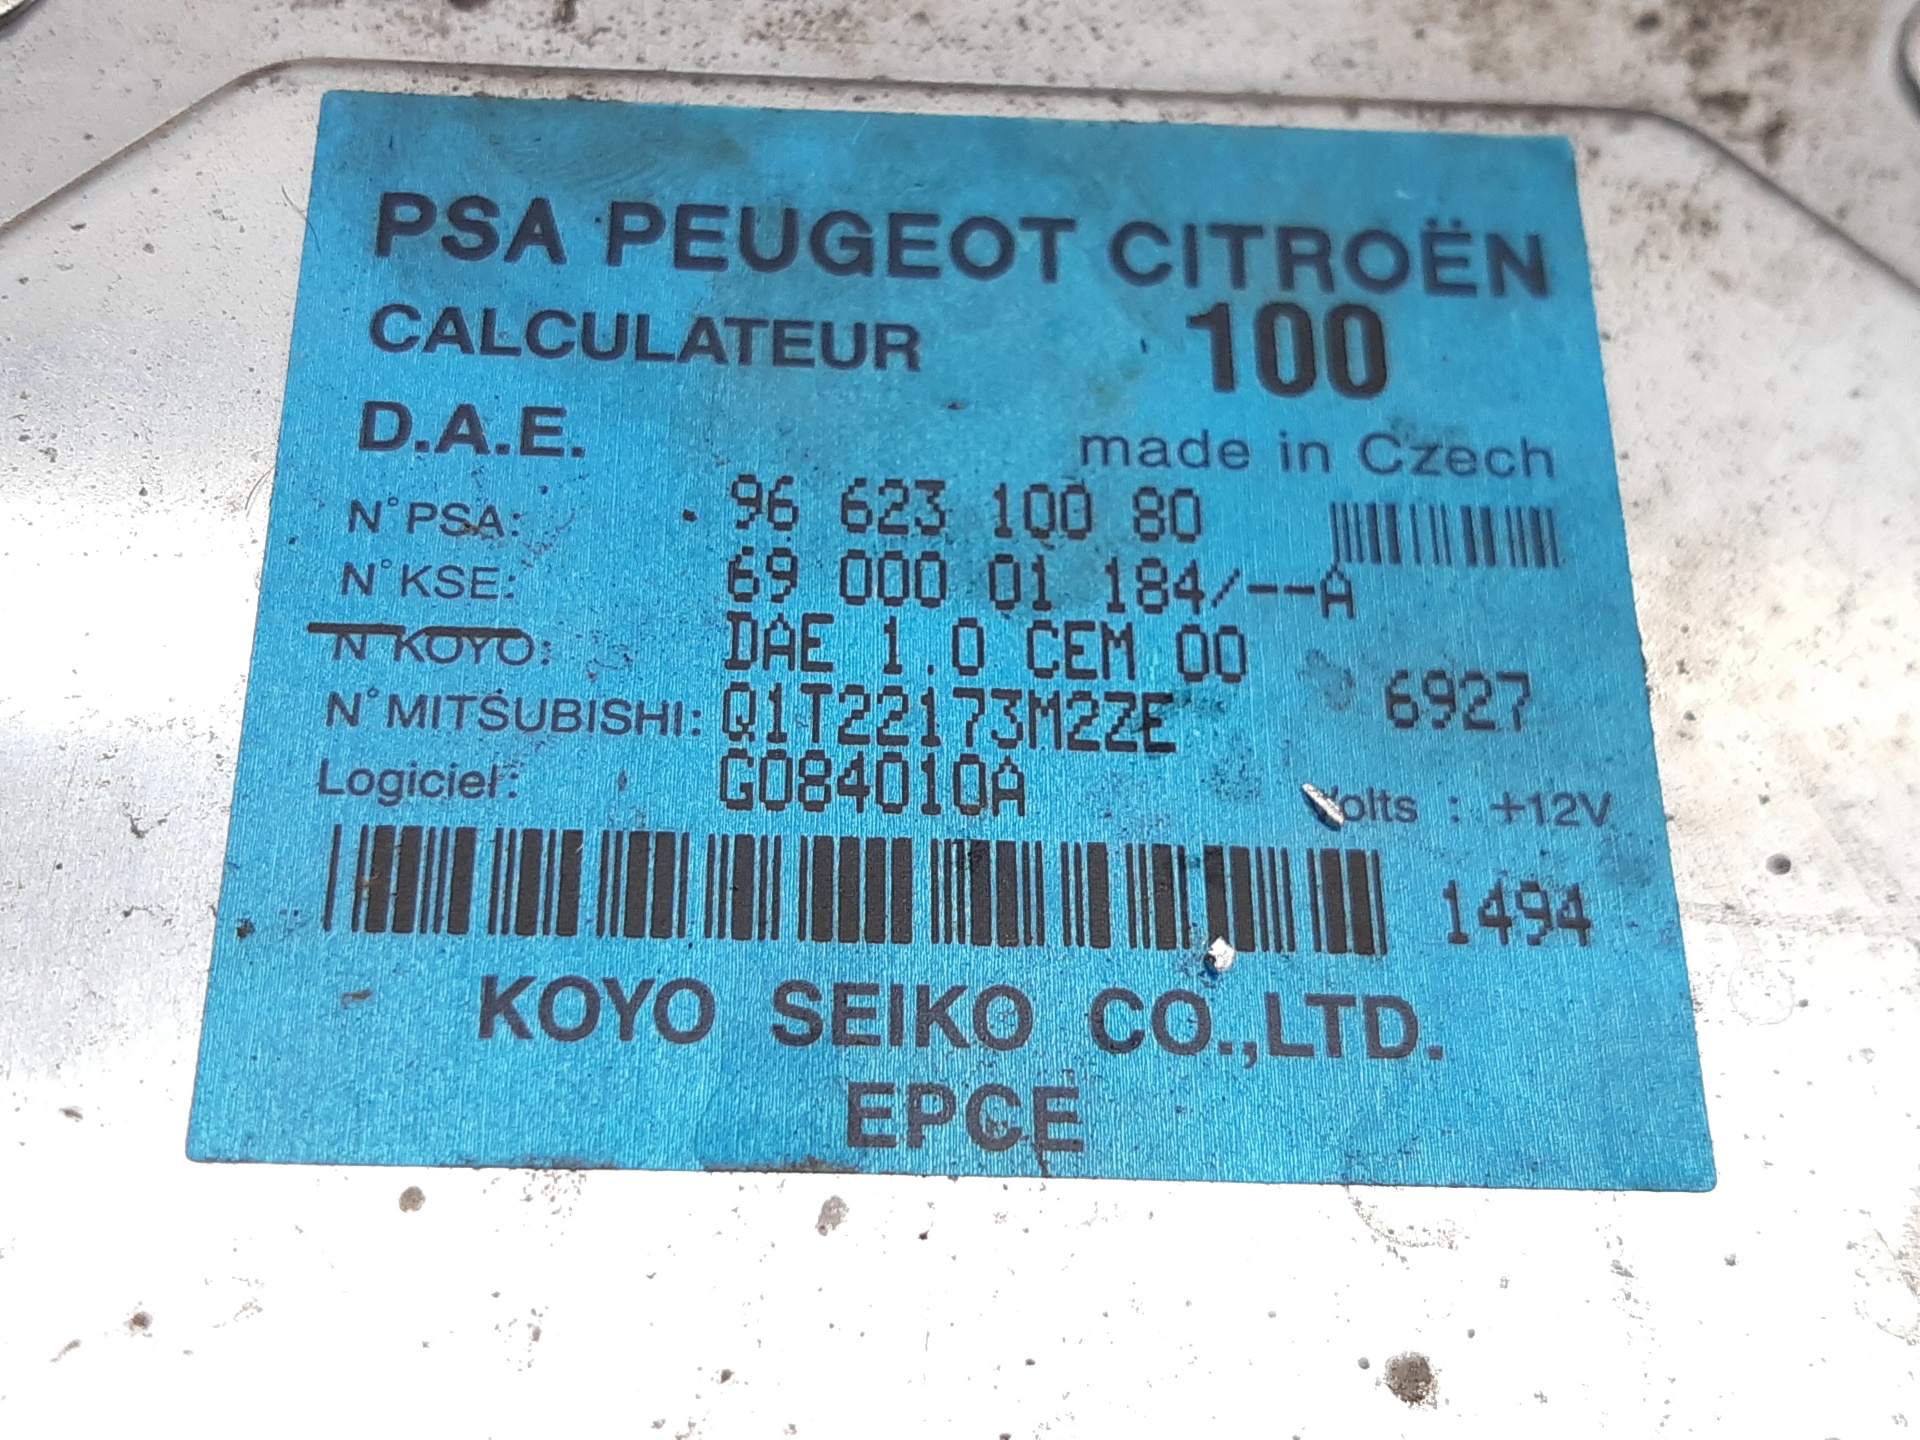 PSA PEUGEOT CITROËN
CALCULATEUR 100
D.A.E. made in Czech
N° PSA: 96 623 100 80
N° KSE: 69 000 01 184/--A
N KOYO: DAE 1.0 CEM 00
N° MITSUBISHI: Q1T22173M2ZE 6927
Logiciel: G084010A Volts : +12V
1494
KOYO SEIKO CO.,LTD.
EPCE